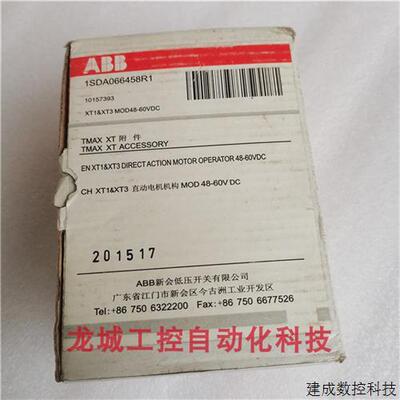 ABB
1SDA066458R1
10157393
XT1&XT3 MOD48-60VDC
TMAX XT 附 件
TMAX XT ACCESSORY
EN XT1&XT3 DIRECT ACTION MOTOR OPERATOR 48-60VDC
CH XT1&XT3 直动电机机构 MOD 48-60V DC
201517
ABB新会低压开关有限公司
广东省江门市新会区今古洲工业开发区
Tel:+86 750 6322200 Fax:+86 750 6677526
龙城工控自动化科技
建成数控科技